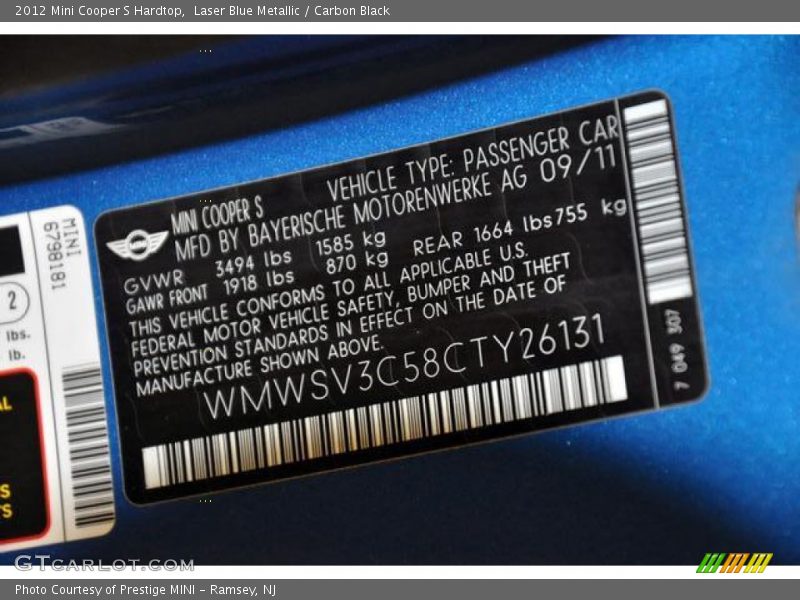 2012 Mini Cooper S Hardtop, Laser Blue Metallic / Carbon Black
MINI
6798181
2
lbs.
lb.
MINI
MINI COOPER S
VEHICLE TYPE: PASSENGER CAR
MFD BY BAYERISCHE MOTORENWERKE AG 09/11
GVWR 3494 lbs 1585 kg
GAWR FRONT 1918 lbs 870 kg REAR 1664 lbs 755 kg
THIS VEHICLE CONFORMS TO ALL APPLICABLE U.S.
FEDERAL MOTOR VEHICLE SAFETY, BUMPER AND THEFT
PREVENTION STANDARDS IN EFFECT ON THE DATE OF
MANUFACTURE SHOWN ABOVE.
WMWSV3C58CTY26131
GTCARLOT.COM
Photo Courtesy of Prestige MINI - Ramsey, NJ